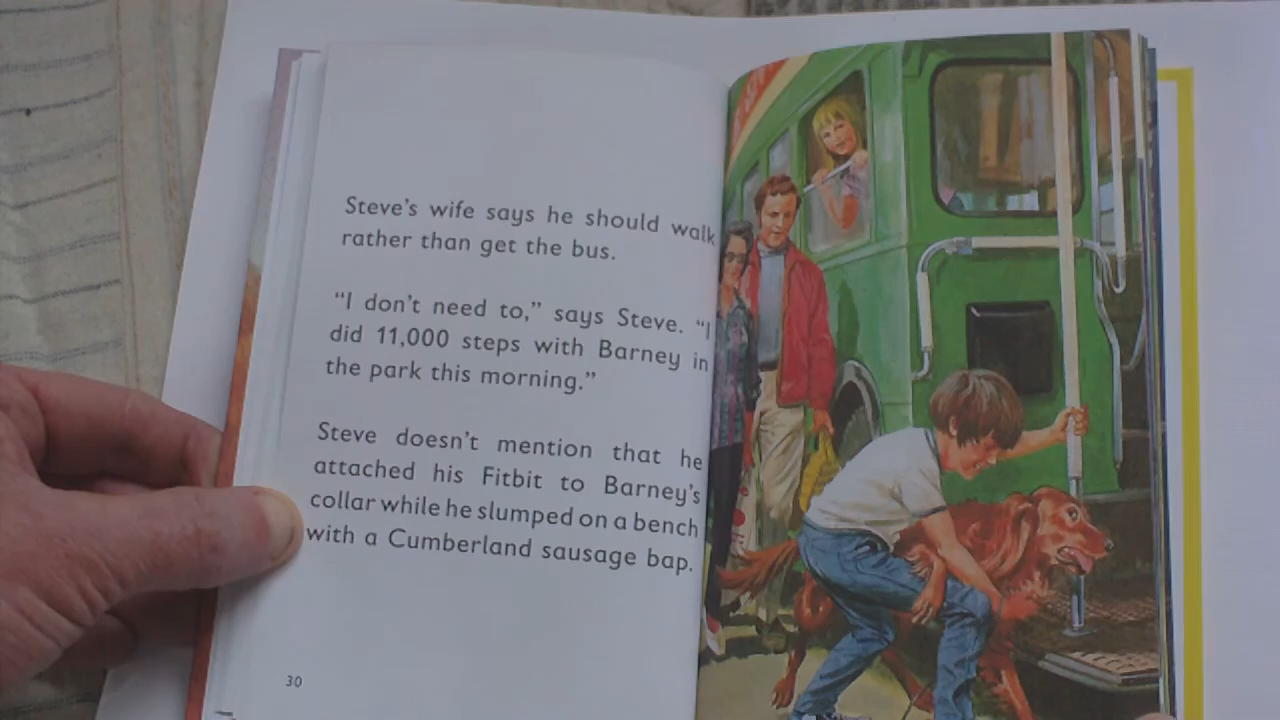 Steve's wife says he should walk
rather than get the bus.
“I don't need to,” says Steve. “I
did 11,000 steps with Barney in
the park this morning.”
Steve doesn't mention that he
attached his Fitbit to Barney's
collar while he slumped on a bench
with a Cumberland sausage bap.
30